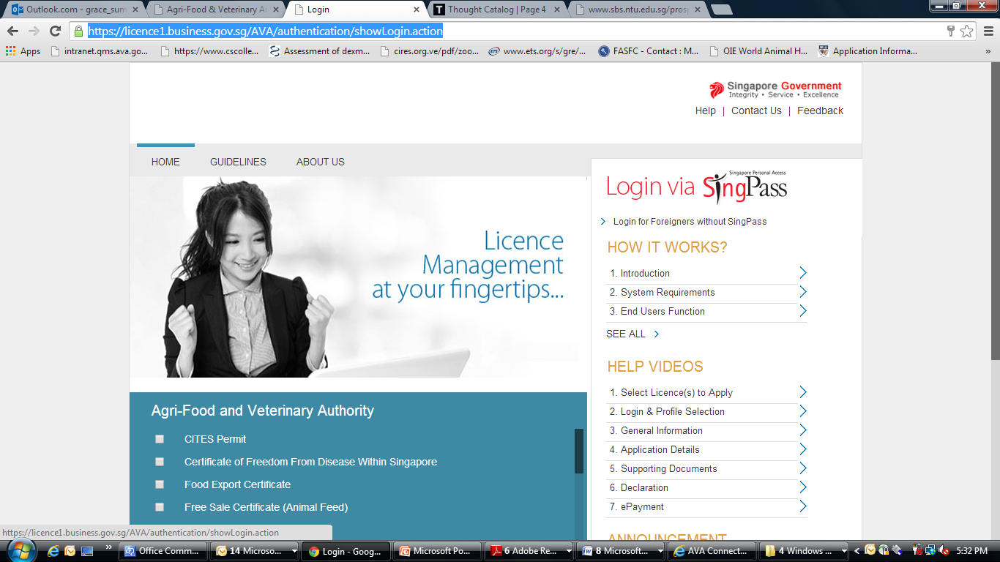 Outlook.com - grace_sum
Agri-Food & Veterinary Au
Login
Thought Catalog | Page 4
www.sbs.ntu.edu.sg/prosp
https://licence1.business.gov.sg/AVA/authentication/showLogin.action
Apps
intranet.qms.ava.go...
https://www.cscolle...
Assessment of dexm...
cires.org.ve/pdf/zoo...
ETS www.ets.org/s/gre/...
FASFC - Contact : M...
OIE World Animal H...
Application Informa...
»
Singapore Government
Integrity • Service • Excellence
Help | Contact Us | Feedback
HOME
GUIDELINES
ABOUT US
Licence
Management
at your fingertips...
Login via
Singapore Personal Access
SingPass
Login for Foreigners without SingPass
HOW IT WORKS?
1. Introduction
2. System Requirements
3. End Users Function
SEE ALL
HELP VIDEOS
1. Select Licence(s) to Apply
2. Login & Profile Selection
3. General Information
4. Application Details
5. Supporting Documents
6. Declaration
7. ePayment
ANNOUNCEMENT
Agri-Food and Veterinary Authority
CITES Permit
Certificate of Freedom From Disease Within Singapore
Food Export Certificate
Free Sale Certificate (Animal Feed)
https://licence1.business.gov.sg/AVA/authentication/showLogin.action
»
Office Comm...
14 Microso...
Login - Goog...
Microsoft Po...
6 Adobe Re...
8 Microsoft...
AVA Connect...
4 Windows ...
5:32 PM